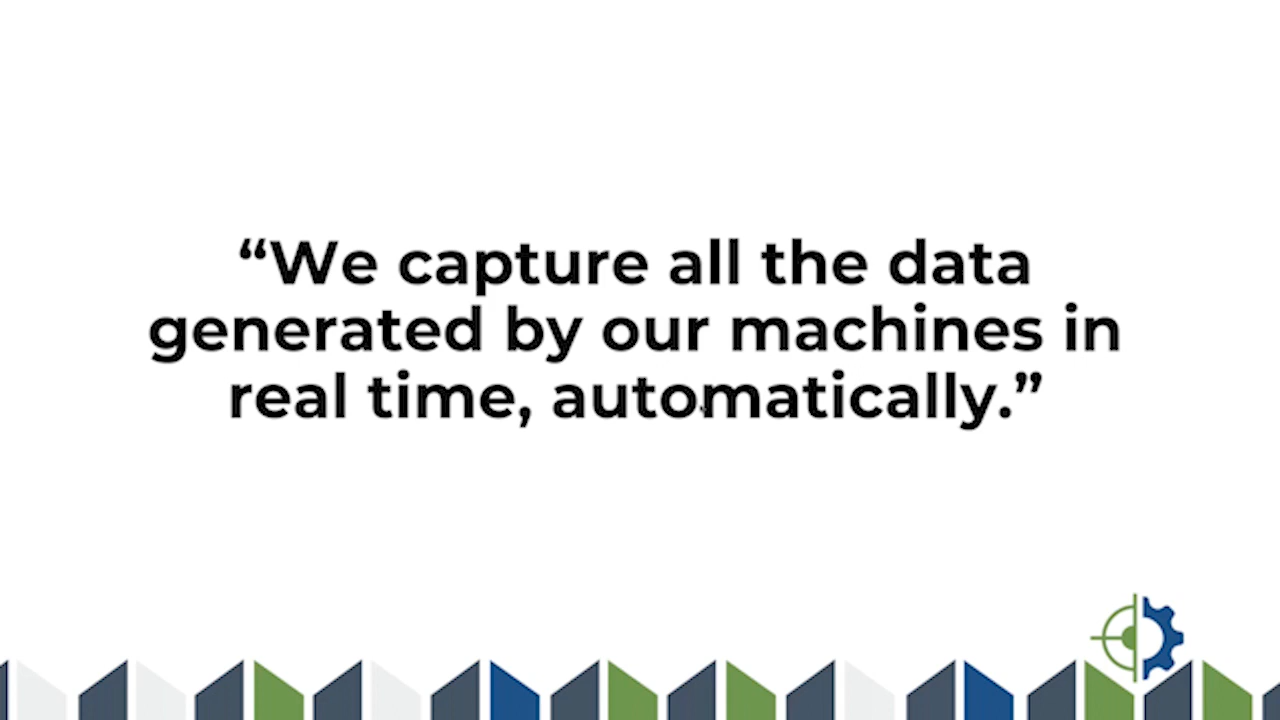 “We capture all the data
generated by our machines in
real time, automatically.”